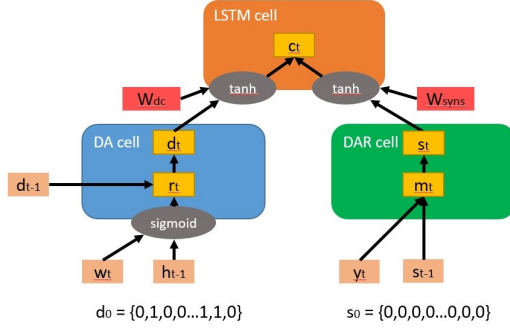 LSTM cell
ct
Wdc
tanh
tanh
Wsyns
DA cell
dt
DAR cell
st
dt-1
rt
mt
sigmoid
wt
ht-1
yt
st-1
d0 = {0,1,0,0...1,1,0}
s0 = {0,0,0,0...0,0,0}